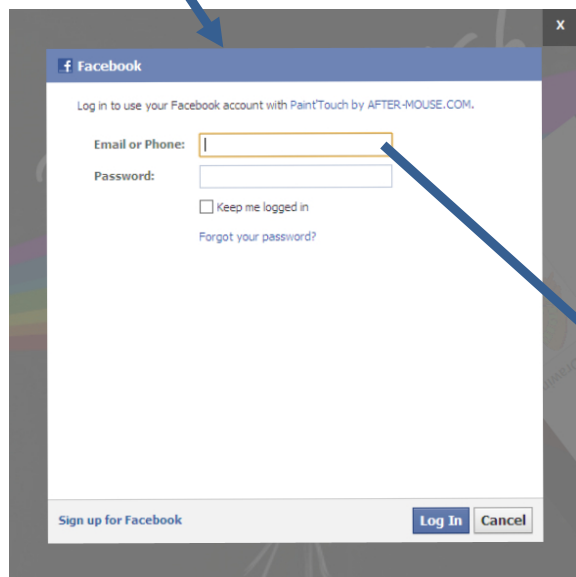 x
f Facebook
Log in to use your Facebook account with Paint'Touch by AFTER-MOUSE.COM.
Email or Phone:
Password:
Keep me logged in
Forgot your password?
Sign up for Facebook
Log In Cancel